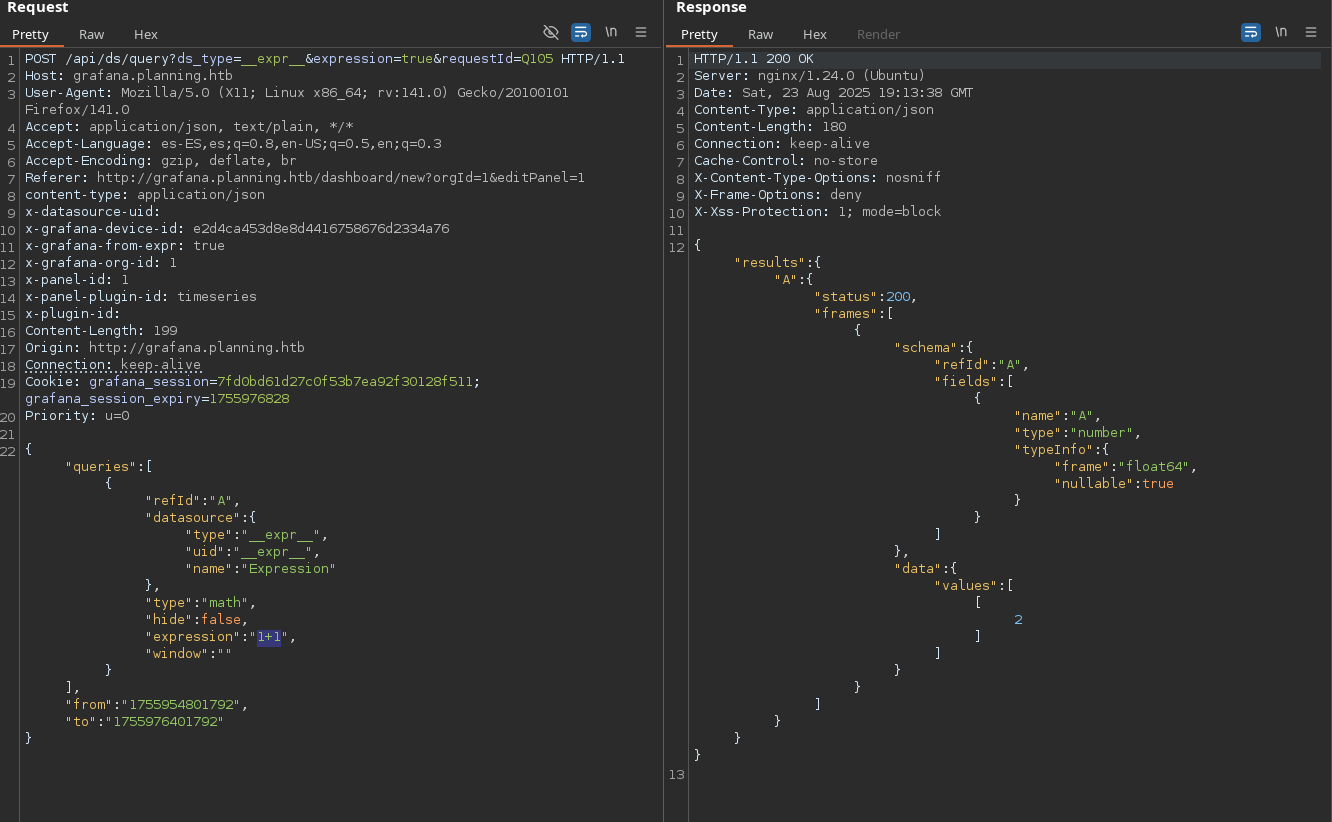 Request
Pretty Raw Hex \n
1 POST /api/ds/query?ds_type=__expr__&expression=true&requestId=Q105 HTTP/1.1
2 Host: grafana.planning.htb
3 User-Agent: Mozilla/5.0 (X11; Linux x86_64; rv:141.0) Gecko/20100101
Firefox/141.0
4 Accept: application/json, text/plain, */*
5 Accept-Language: es-ES,es;q=0.8,en-US;q=0.5,en;q=0.3
6 Accept-Encoding: gzip, deflate, br
7 Referer: http://grafana.planning.htb/dashboard/new?orgId=1&editPanel=1
8 content-type: application/json
9 x-datasource-uid:
10 x-grafana-device-id: e2d4ca453d8e8d4416758676d2334a76
11 x-grafana-from-expr: true
12 x-grafana-org-id: 1
13 x-panel-id: 1
14 x-panel-plugin-id: timeseries
15 x-plugin-id:
16 Content-Length: 199
17 Origin: http://grafana.planning.htb
18 Connection: keep-alive
19 Cookie: grafana_session=7fd0bd61d27c0f53b7ea92f30128f511;
grafana_session_expiry=1755976828
20 Priority: u=0
21
22 {
"queries":[
{
"refId":"A",
"datasource":{
"type":"__expr__",
"uid":"__expr__",
"name":"Expression"
},
"type":"math",
"hide":false,
"expression":"1+1",
"window":""
}
],
"from":"1755954801792",
"to":"1755976401792"
}
Response
Pretty Raw Hex Render \n
1 HTTP/1.1 200 OK
2 Server: nginx/1.24.0 (Ubuntu)
3 Date: Sat, 23 Aug 2025 19:13:38 GMT
4 Content-Type: application/json
5 Content-Length: 180
6 Connection: keep-alive
7 Cache-Control: no-store
8 X-Content-Type-Options: nosniff
9 X-Frame-Options: deny
10 X-Xss-Protection: 1; mode=block
11
12 {
"results":{
"A":{
"status":200,
"frames":[
{
"schema":{
"refId":"A",
"fields":[
{
"name":"A",
"type":"number",
"typeInfo":{
"frame":"float64",
"nullable":true
}
}
]
},
"data":{
"values":[
[
2
]
]
}
}
]
}
}
}
13